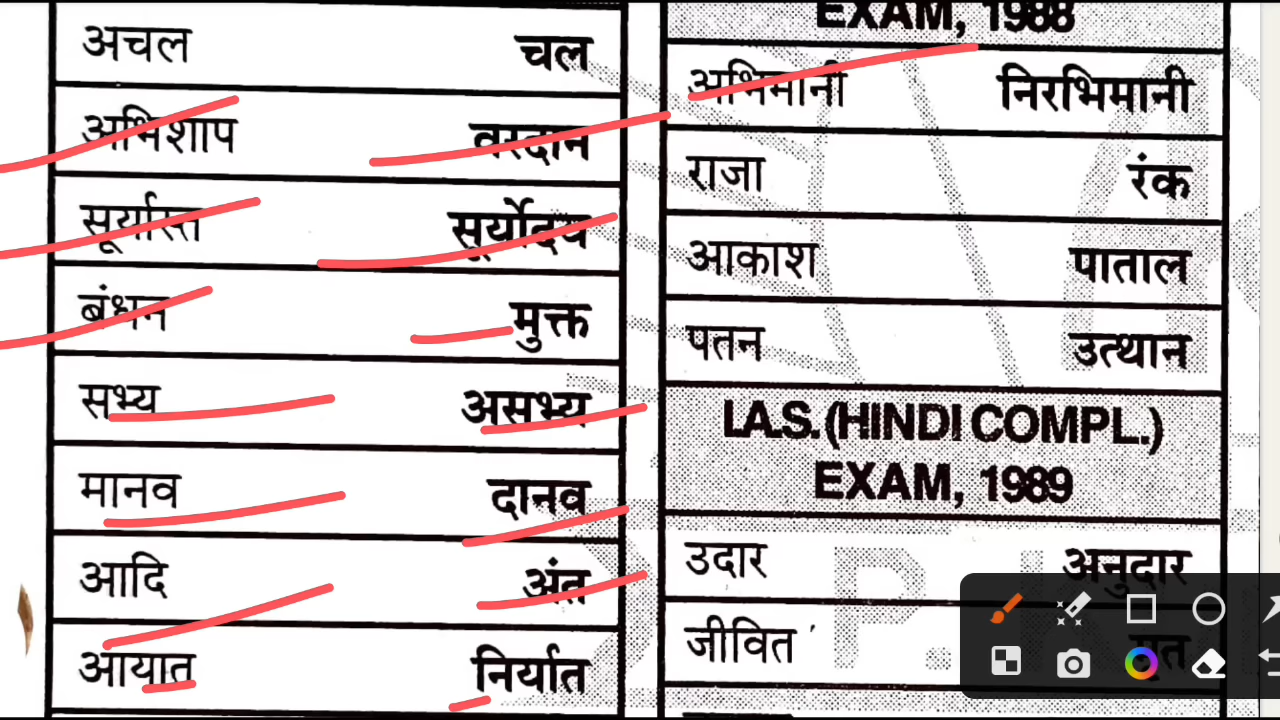 अचल चल
अभिशाप वरदान
सूर्यास्त सूर्योदय
बंधन मुक्त
सभ्य असभ्य
मानव दानव
आदि अंत
आयात निर्यात
EXAM, 1988
अभिमानी निरभिमानी
राजा रंक
आकाश पाताल
पतन उत्थान
I.A.S. (HINDI COMPL.)
EXAM, 1989
उदार अनुदार
जीवित